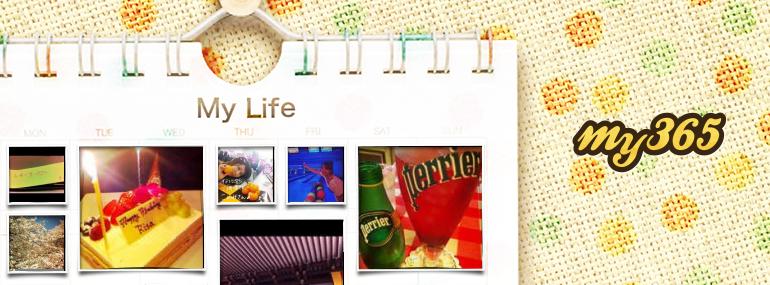 My Life
MON TUE WED THU FRI SAT SUN
my365
Happy Birthday
Risa
Perrier
Perrier